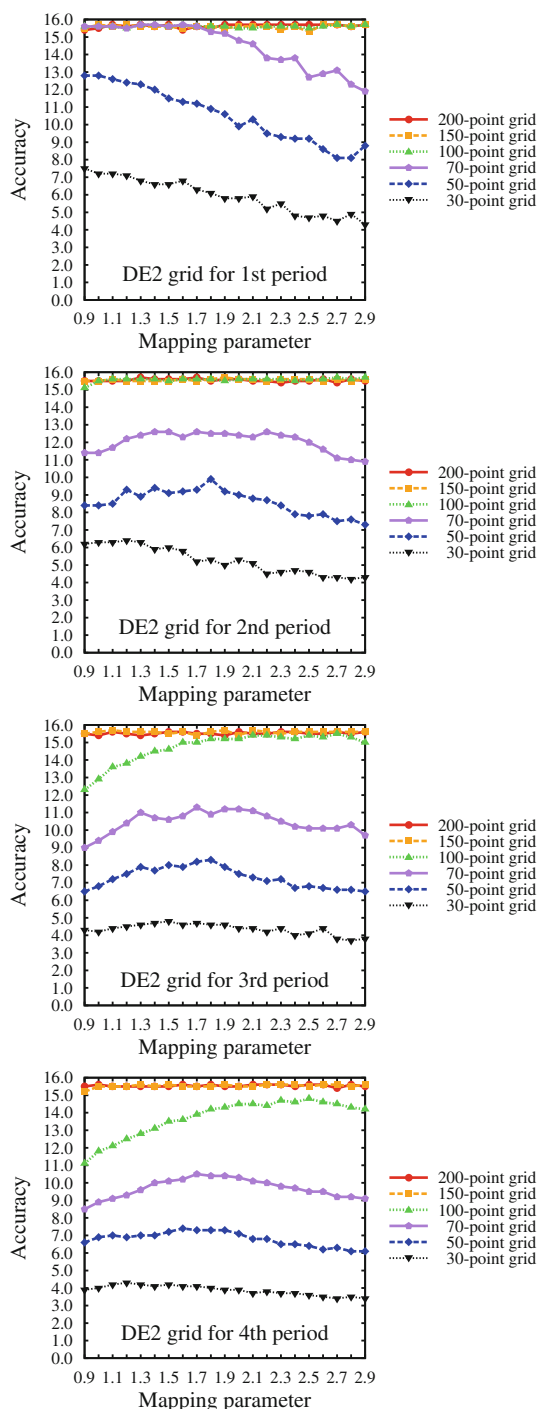 16.0
15.0
14.0
13.0
12.0
11.0
10.0
9.0
8.0
7.0
6.0
5.0
4.0
3.0
2.0
1.0
0.0
Accuracy
DE2 grid for 1st period
0.9 1.1 1.3 1.5 1.7 1.9 2.1 2.3 2.5 2.7 2.9
Mapping parameter
200-point grid
150-point grid
100-point grid
70-point grid
50-point grid
30-point grid
16.0
15.0
14.0
13.0
12.0
11.0
10.0
9.0
8.0
7.0
6.0
5.0
4.0
3.0
2.0
1.0
0.0
Accuracy
DE2 grid for 2nd period
0.9 1.1 1.3 1.5 1.7 1.9 2.1 2.3 2.5 2.7 2.9
Mapping parameter
200-point grid
150-point grid
100-point grid
70-point grid
50-point grid
30-point grid
16.0
15.0
14.0
13.0
12.0
11.0
10.0
9.0
8.0
7.0
6.0
5.0
4.0
3.0
2.0
1.0
0.0
Accuracy
DE2 grid for 3rd period
0.9 1.1 1.3 1.5 1.7 1.9 2.1 2.3 2.5 2.7 2.9
Mapping parameter
200-point grid
150-point grid
100-point grid
70-point grid
50-point grid
30-point grid
16.0
15.0
14.0
13.0
12.0
11.0
10.0
9.0
8.0
7.0
6.0
5.0
4.0
3.0
2.0
1.0
0.0
Accuracy
DE2 grid for 4th period
0.9 1.1 1.3 1.5 1.7 1.9 2.1 2.3 2.5 2.7 2.9
Mapping parameter
200-point grid
150-point grid
100-point grid
70-point grid
50-point grid
30-point grid